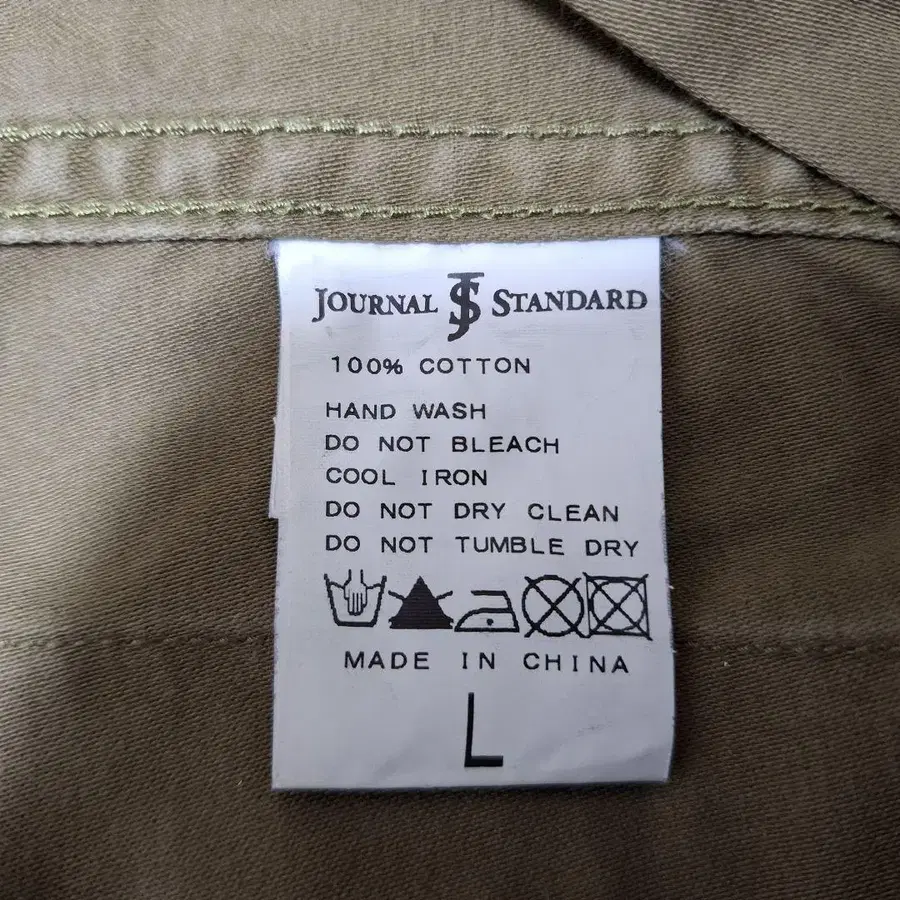 JOURNAL JS STANDARD
100% COTTON
HAND WASH
DO NOT BLEACH
COOL IRON
DO NOT DRY CLEAN
DO NOT TUMBLE DRY
MADE IN CHINA
L